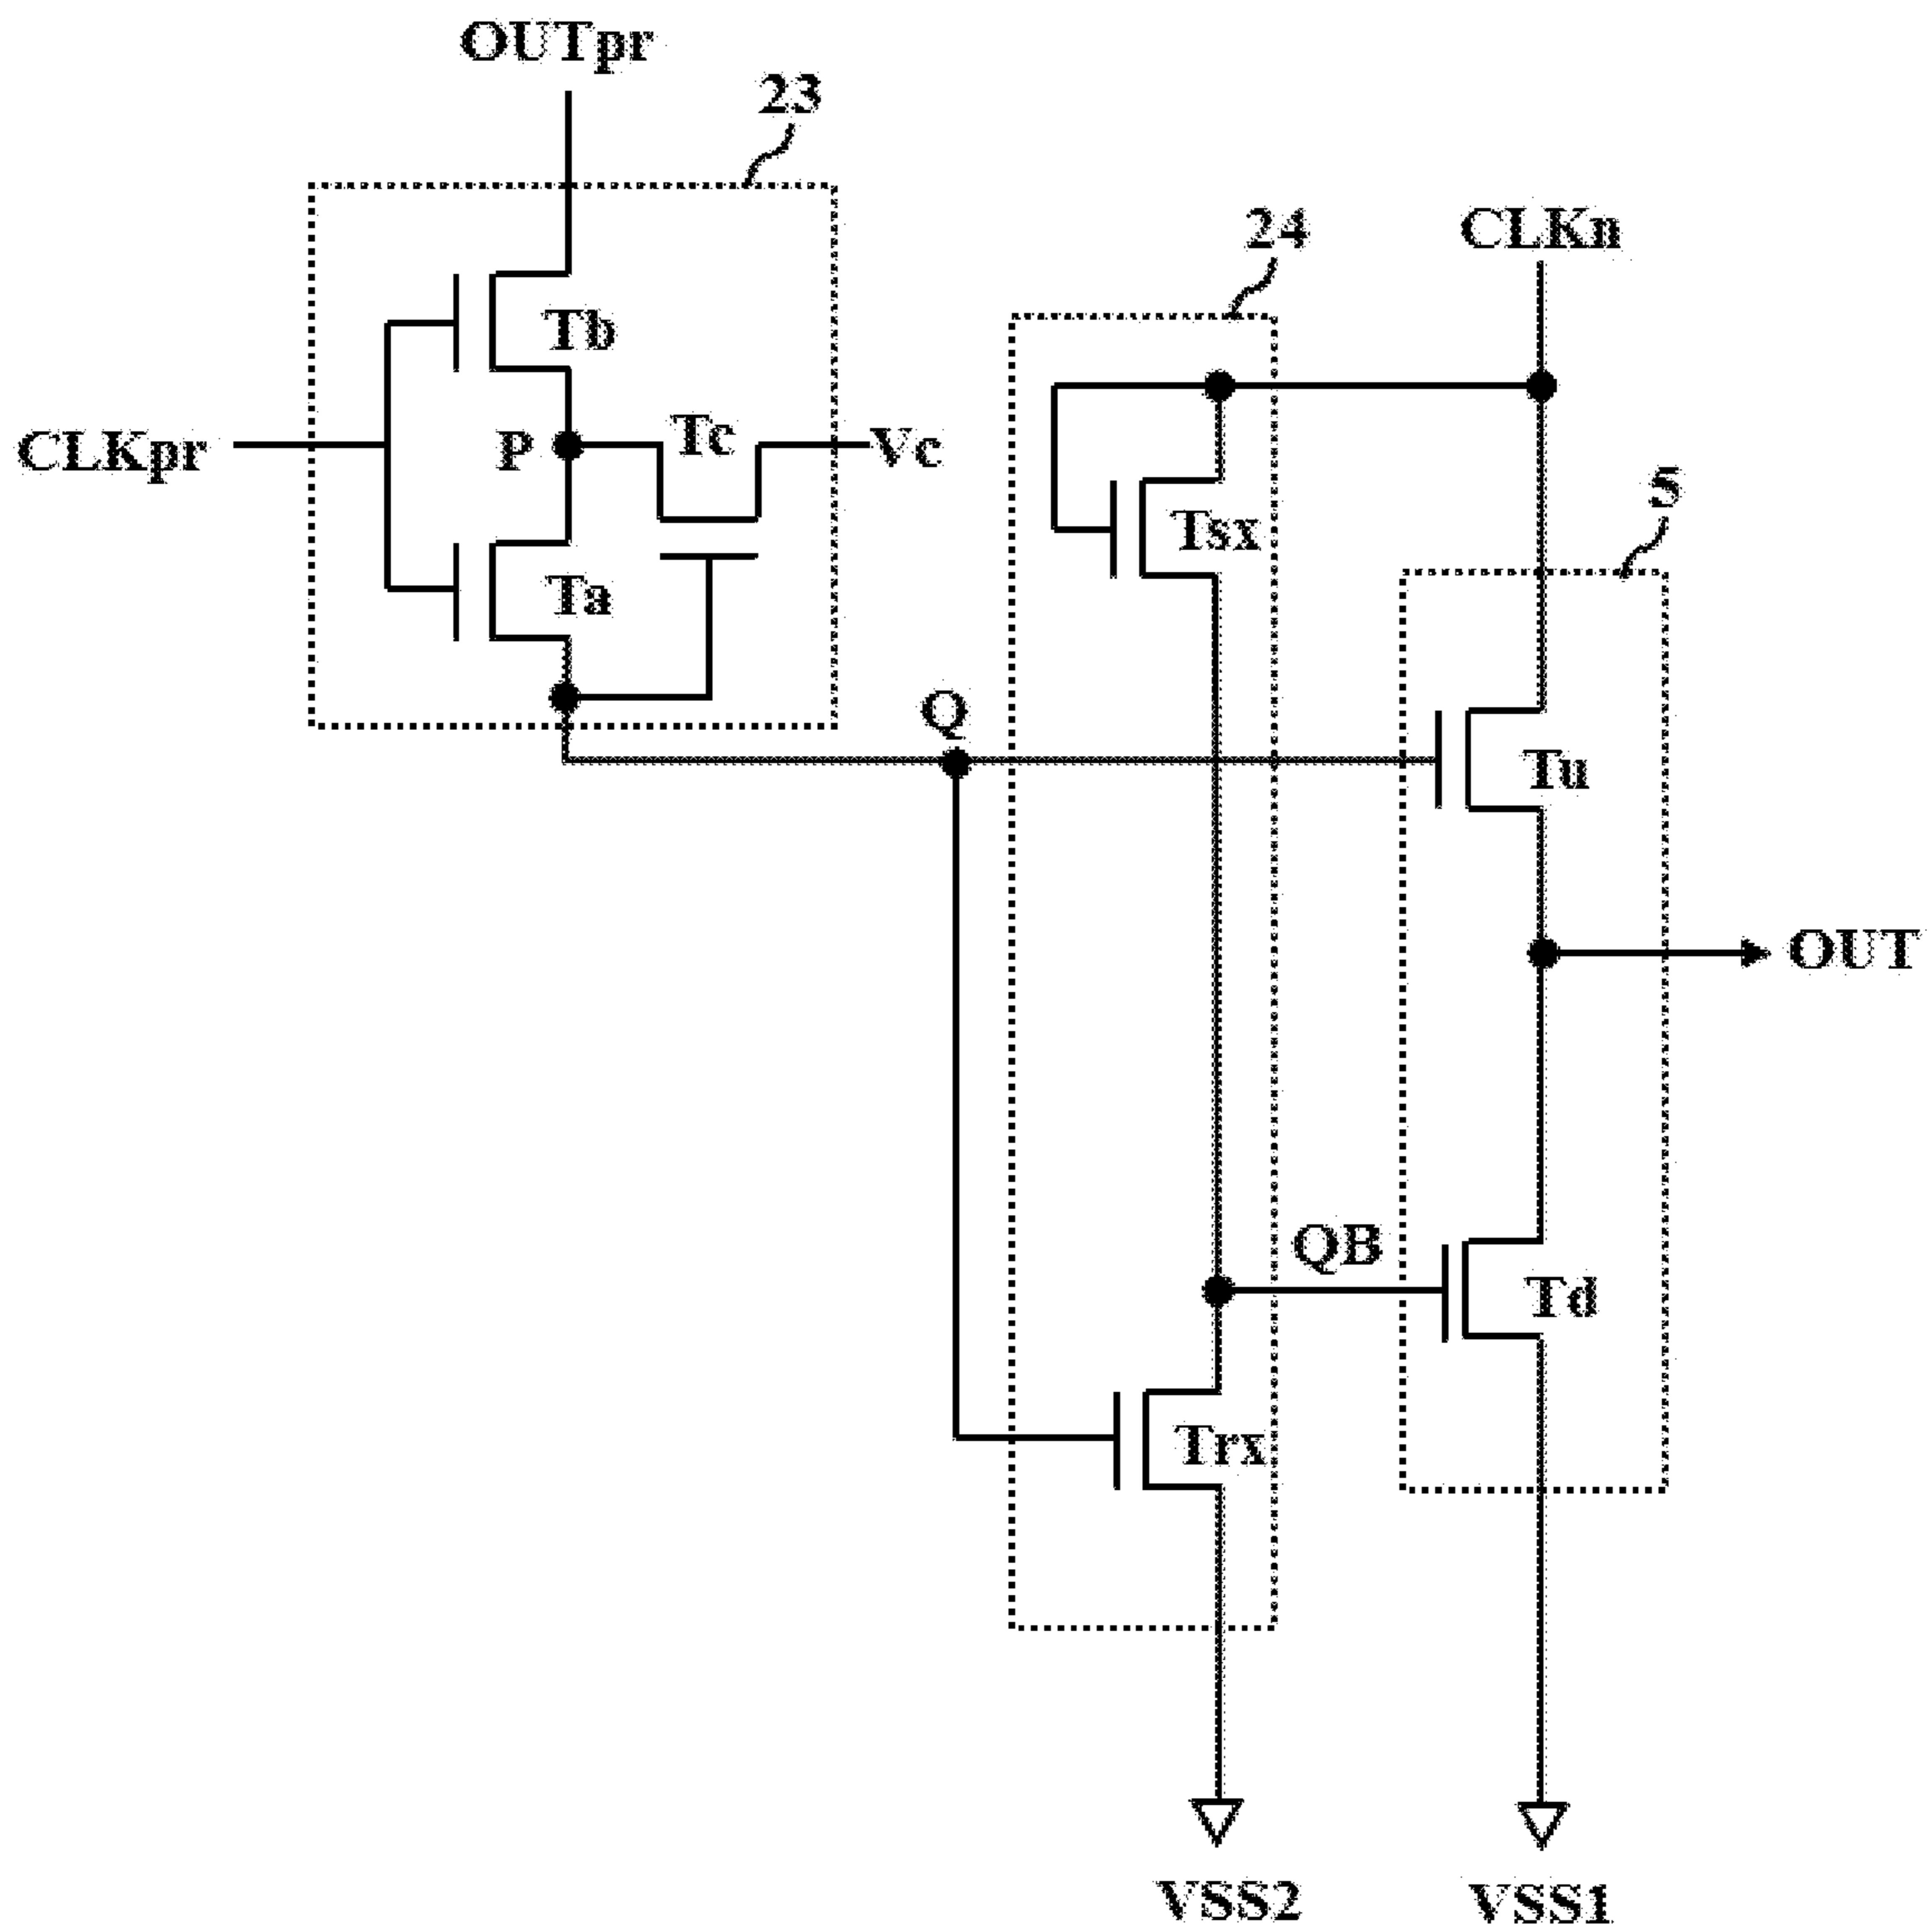 OUTpr
23
24
CLKn
Tb
CLKpr
P
Tc
Vc
5
Tsx
Ta
Q
Tu
OUT
QB
Td
Trx
VSS2
VSS1